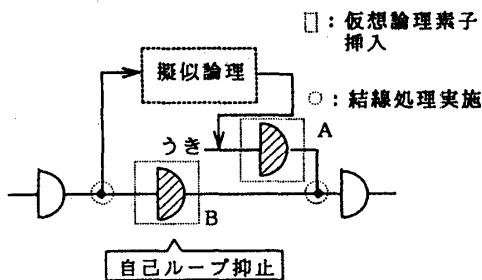 ：仮想論理素子
挿入
擬似論理
：結線処理実施
A
うき
B
自己ループ抑止